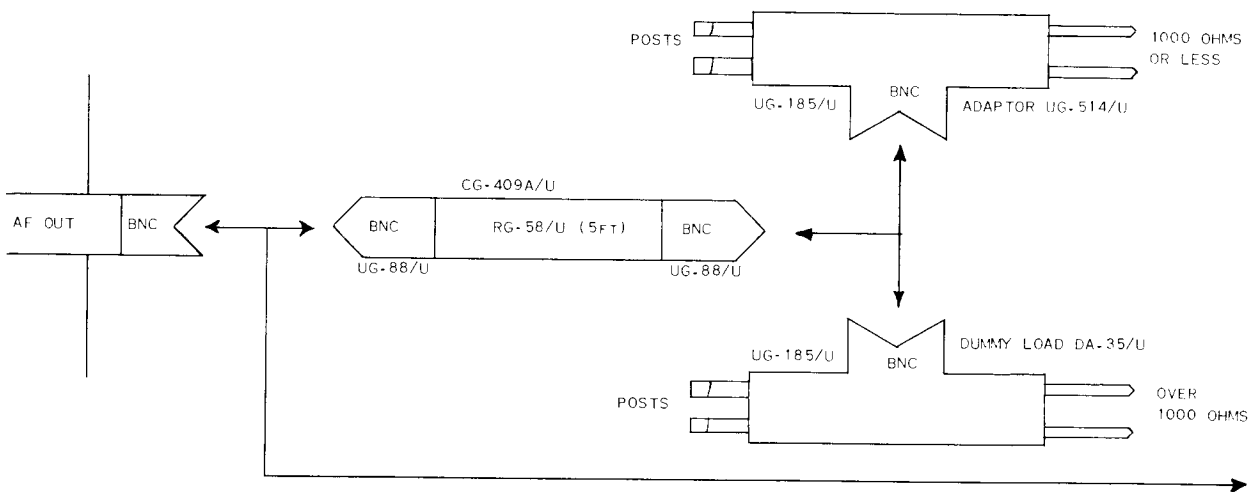 POSTS
1000 OHMS
OR LESS
BNC
UG-185/U
ADAPTOR UG-514/U
CG-409A/U
AF OUT
BNC
BNC
RG-58/U (5FT)
BNC
UG-88/U
UG-88/U
UG-185/U
BNC
DUMMY LOAD DA-35/U
POSTS
OVER
1000 OHMS